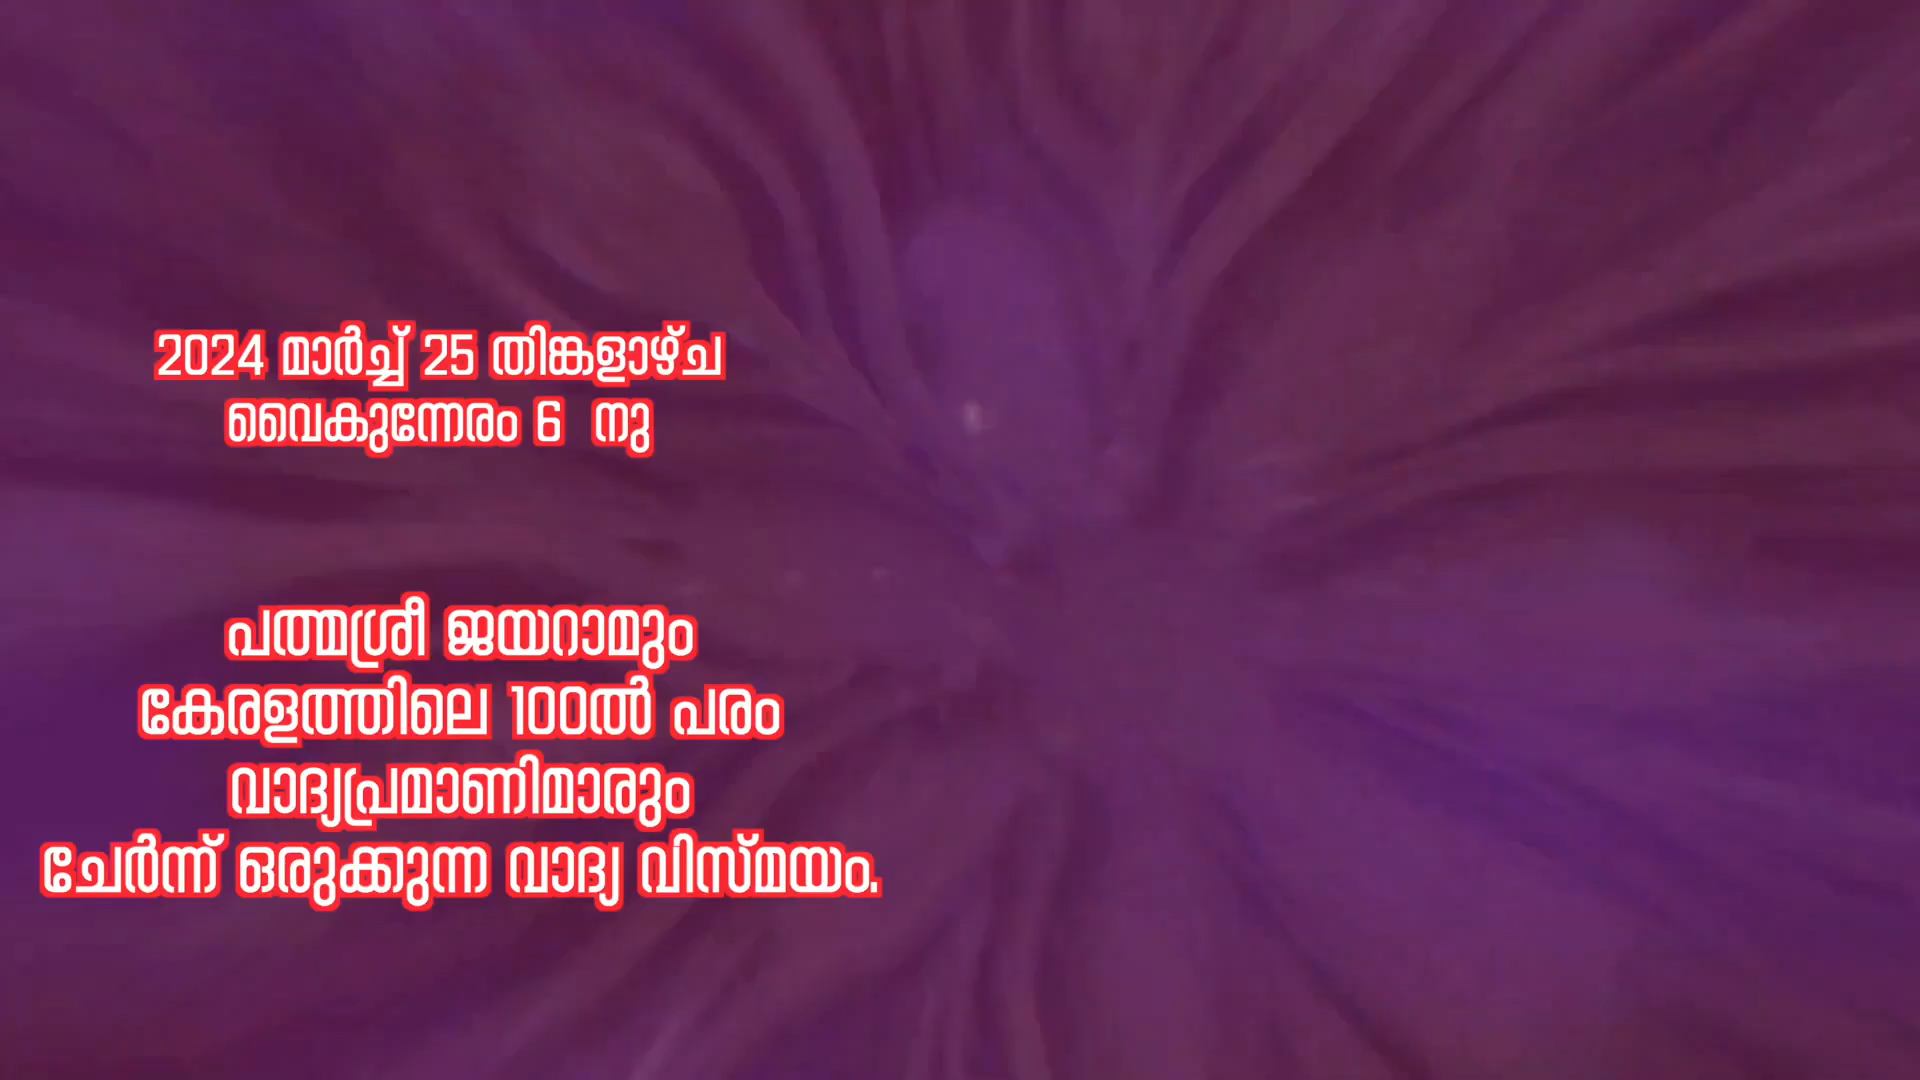 2024 മാർച്ച് 25 തിങ്കളാഴ്ച
വൈകുന്നേരം 6 നു
പത്മശ്രീ ജയറാമും
കേരളത്തിലെ 100ൽ പരം
വാദ്യപ്രമാണിമാരും
ചേർന്ന് ഒരുക്കുന്ന വാദ്യ വിസ്മയം.